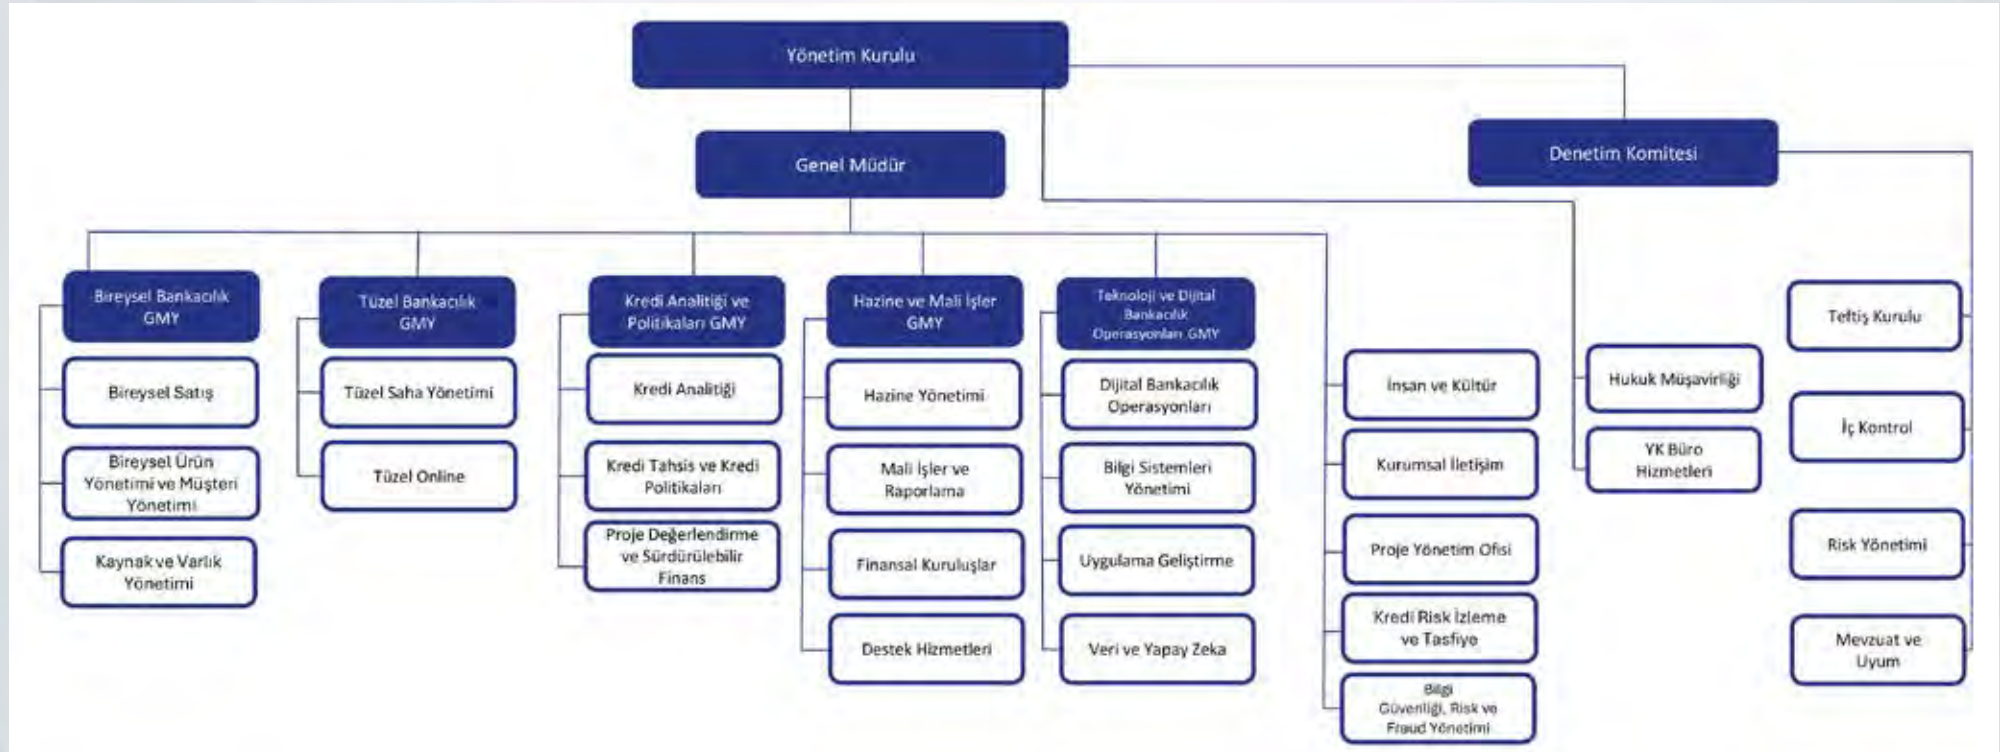 Yönetim Kurulu
Genel Müdür
Denetim Komitesi
Bireysel Bankacılık
GMY
Bireysel Satış
Bireysel Ürün
Yönetimi ve Müşteri
Yönetimi
Kaynak ve Varlık
Yönetimi
Tüzel Bankacılık
GMY
Tüzel Saha Yönetimi
Tüzel Online
Kredi Analitiği ve
Politikaları GMY
Kredi Analitiği
Kredi Tahsis ve Kredi
Politikaları
Proje Değerlendirme
ve Sürdürülebilir
Finans
Hazine ve Mali İşler
GMY
Hazine Yönetimi
Mali İşler ve
Raporlama
Finansal Kuruluşlar
Destek Hizmetleri
Teknoloji ve Dijital
Bankacılık
Operasyonları GMY
Dijital Bankacılık
Operasyonları
Bilgi Sistemleri
Yönetimi
Uygulama Geliştirme
Veri ve Yapay Zeka
İnsan ve Kültür
Kurumsal İletişim
Proje Yönetim Ofisi
Kredi Risk İzleme
ve Tasfiye
Bilgi
Güvenliği, Risk ve
Fraud Yönetimi
Hukuk Müşavirliği
YK Büro
Hizmetleri
Teftiş Kurulu
İç Kontrol
Risk Yönetimi
Mevzuat ve
Uyum